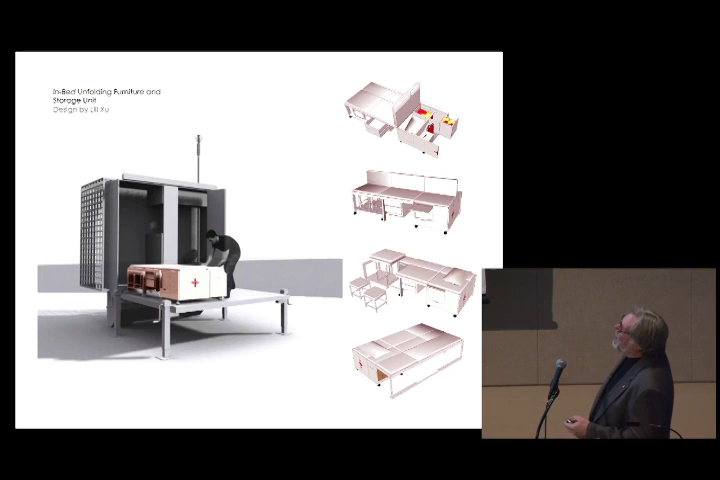 In-Bed Unfolding Furniture and
Storage Unit
Design by Lili Xu